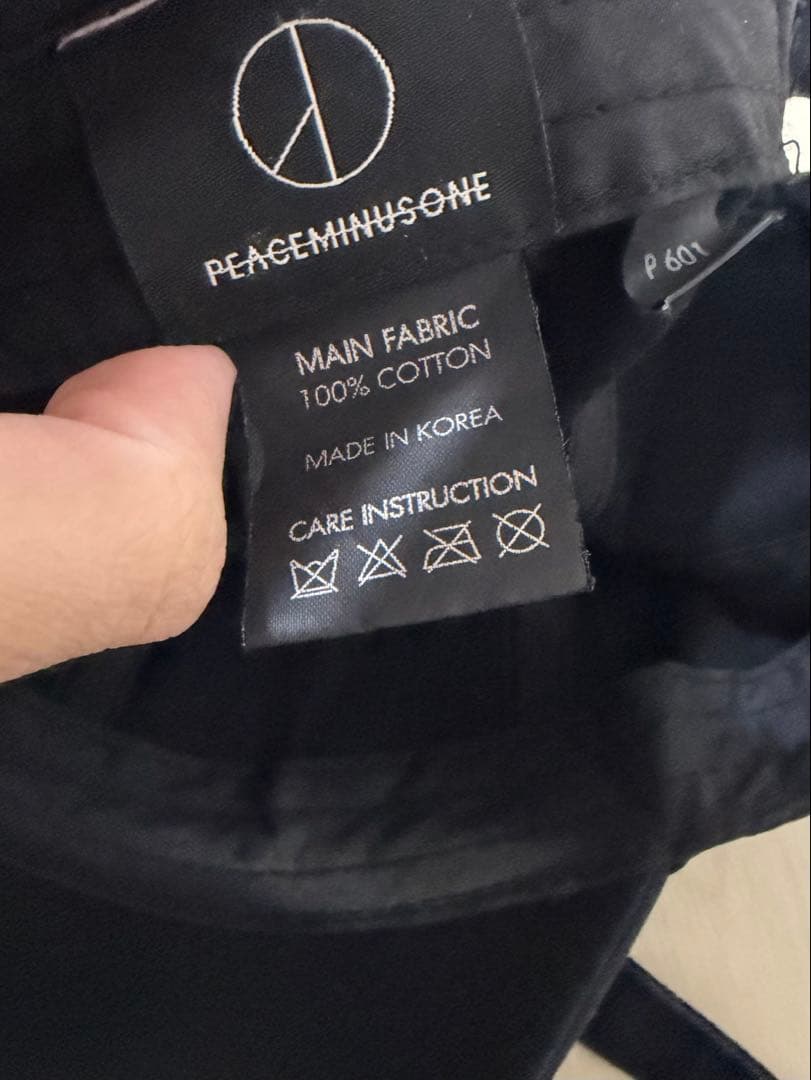 PEACEMINUSONE
MAIN FABRIC
100% COTTON
MADE IN KOREA
CARE INSTRUCTION
P 601